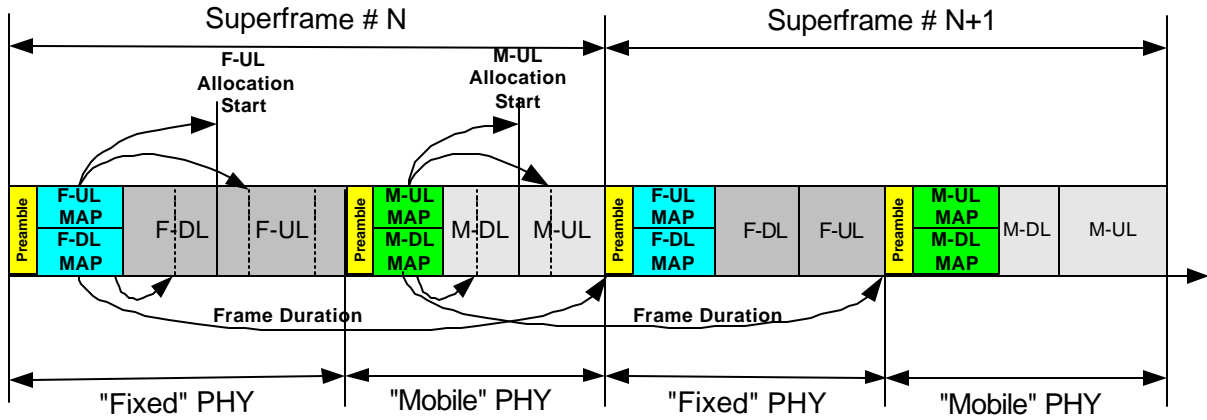 Superframe # N
Superframe # N+1
F-UL
Allocation
Start
M-UL
Allocation
Start
Preamble
F-UL
MAP
F-DL
MAP
F-DL
F-UL
Preamble
M-UL
MAP
M-DL
MAP
M-DL
M-UL
Preamble
F-UL
MAP
F-DL
MAP
F-DL
F-UL
Preamble
M-UL
MAP
M-DL
MAP
M-DL
M-UL
Frame Duration
Frame Duration
"Fixed" PHY
"Mobile" PHY
"Fixed" PHY
"Mobile" PHY